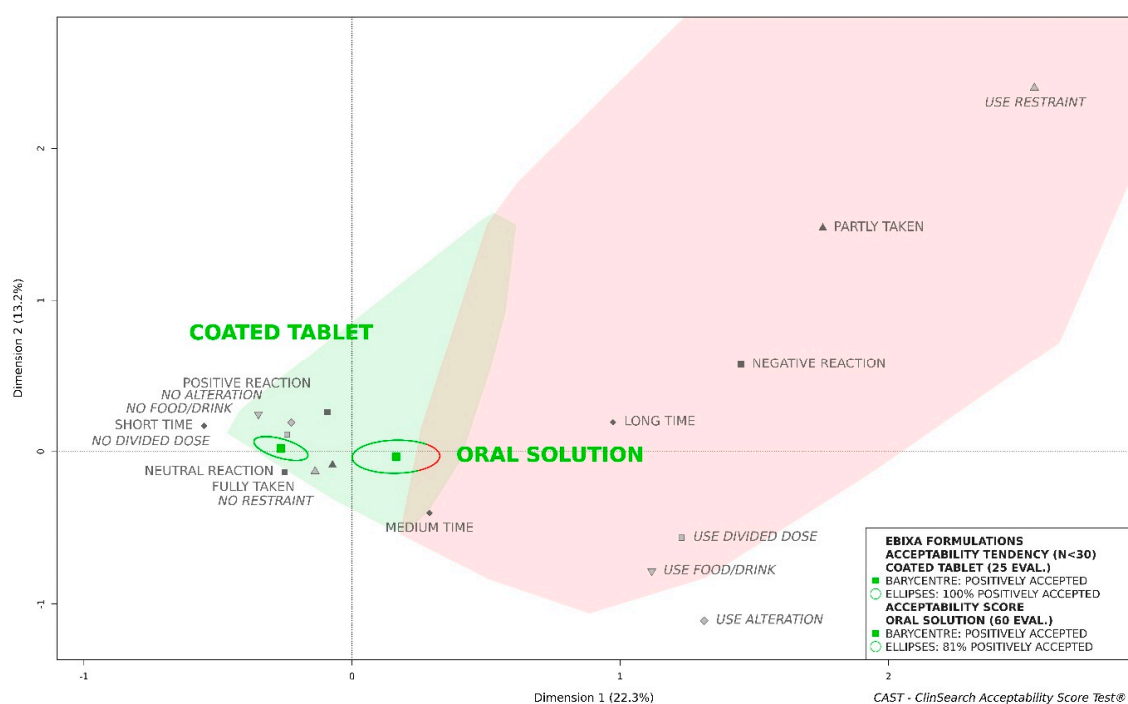 2
1
0
-1
Dimension 2 (13.2%)
USE RESTRAINT
PARTLY TAKEN
COATED TABLET
NEGATIVE REACTION
POSITIVE REACTION
NO ALTERATION
NO FOOD/DRINK
SHORT TIME
LONG TIME
NO DIVIDED DOSE
ORAL SOLUTION
NEUTRAL REACTION
FULLY TAKEN
NO RESTRAINT
MEDIUM TIME
USE DIVIDED DOSE
USE FOOD/DRINK
USE ALTERATION
EBIXA FORMULATIONS
ACCEPTABILITY TENDENCY (N<30)
COATED TABLET (25 EVAL.)
BARYCENTRE: POSITIVELY ACCEPTED
ELLIPSES: 100% POSITIVELY ACCEPTED
ACCEPTABILITY SCORE
ORAL SOLUTION (60 EVAL.)
BARYCENTRE: POSITIVELY ACCEPTED
ELLIPSES: 81% POSITIVELY ACCEPTED
-1 0 1 2
Dimension 1 (22.3%)
CAST - ClinSearch Acceptability Score Test®